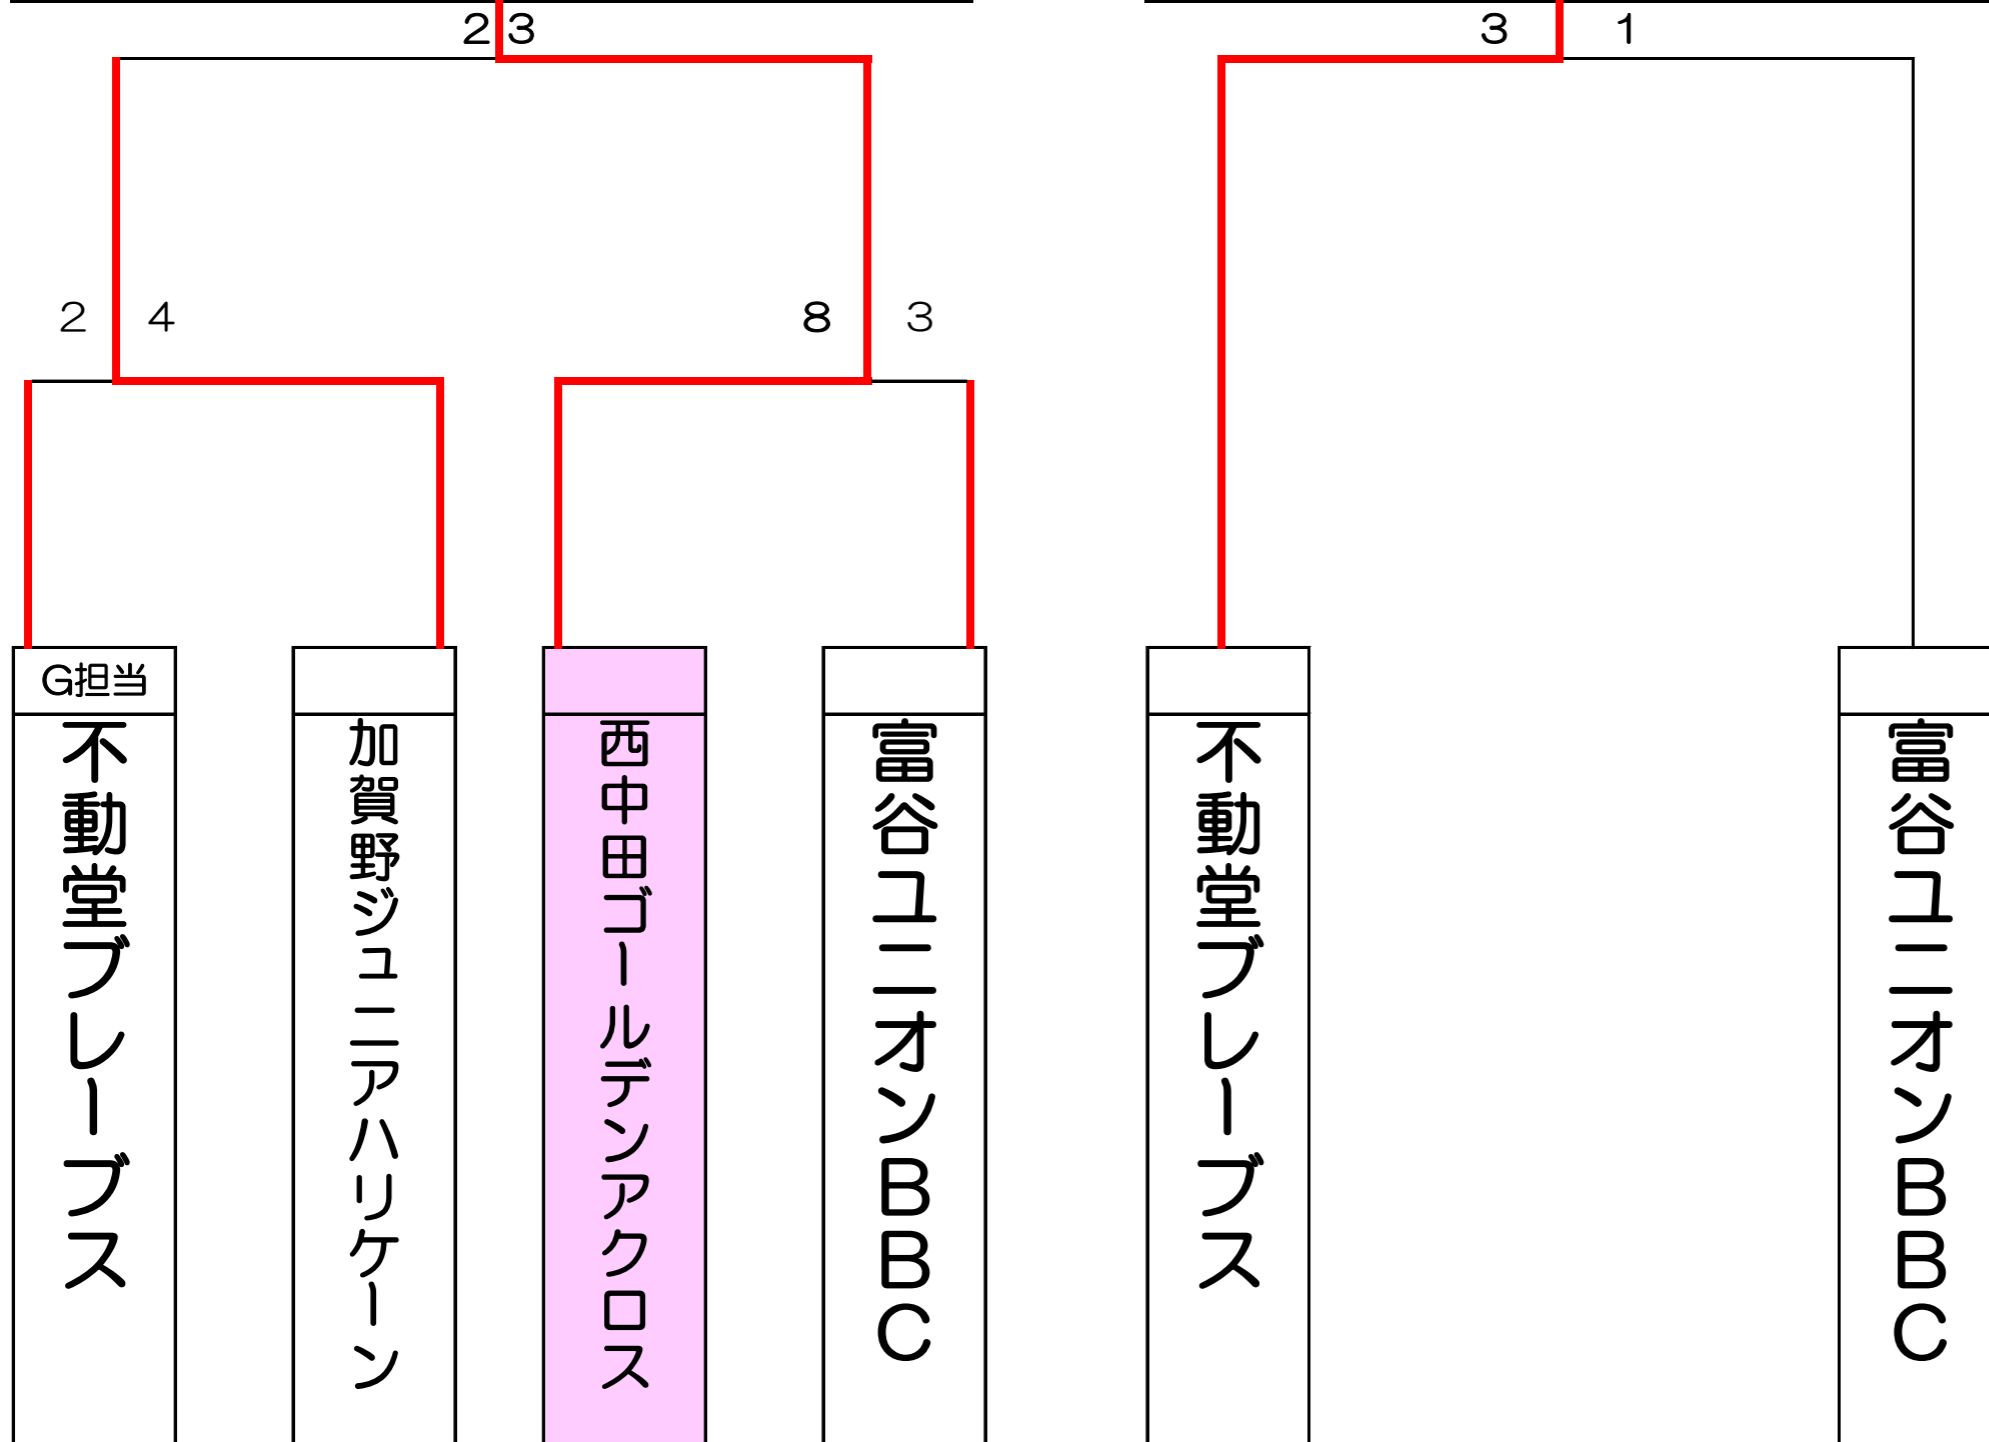 2 3
3 1
2 4
8 3
G担当
不動堂ブレーブス
加賀野ジュニアハリケーン
西中田ゴールデンアクロス
富谷ユニオンBBC
不動堂ブレーブス
富谷ユニオンBBC